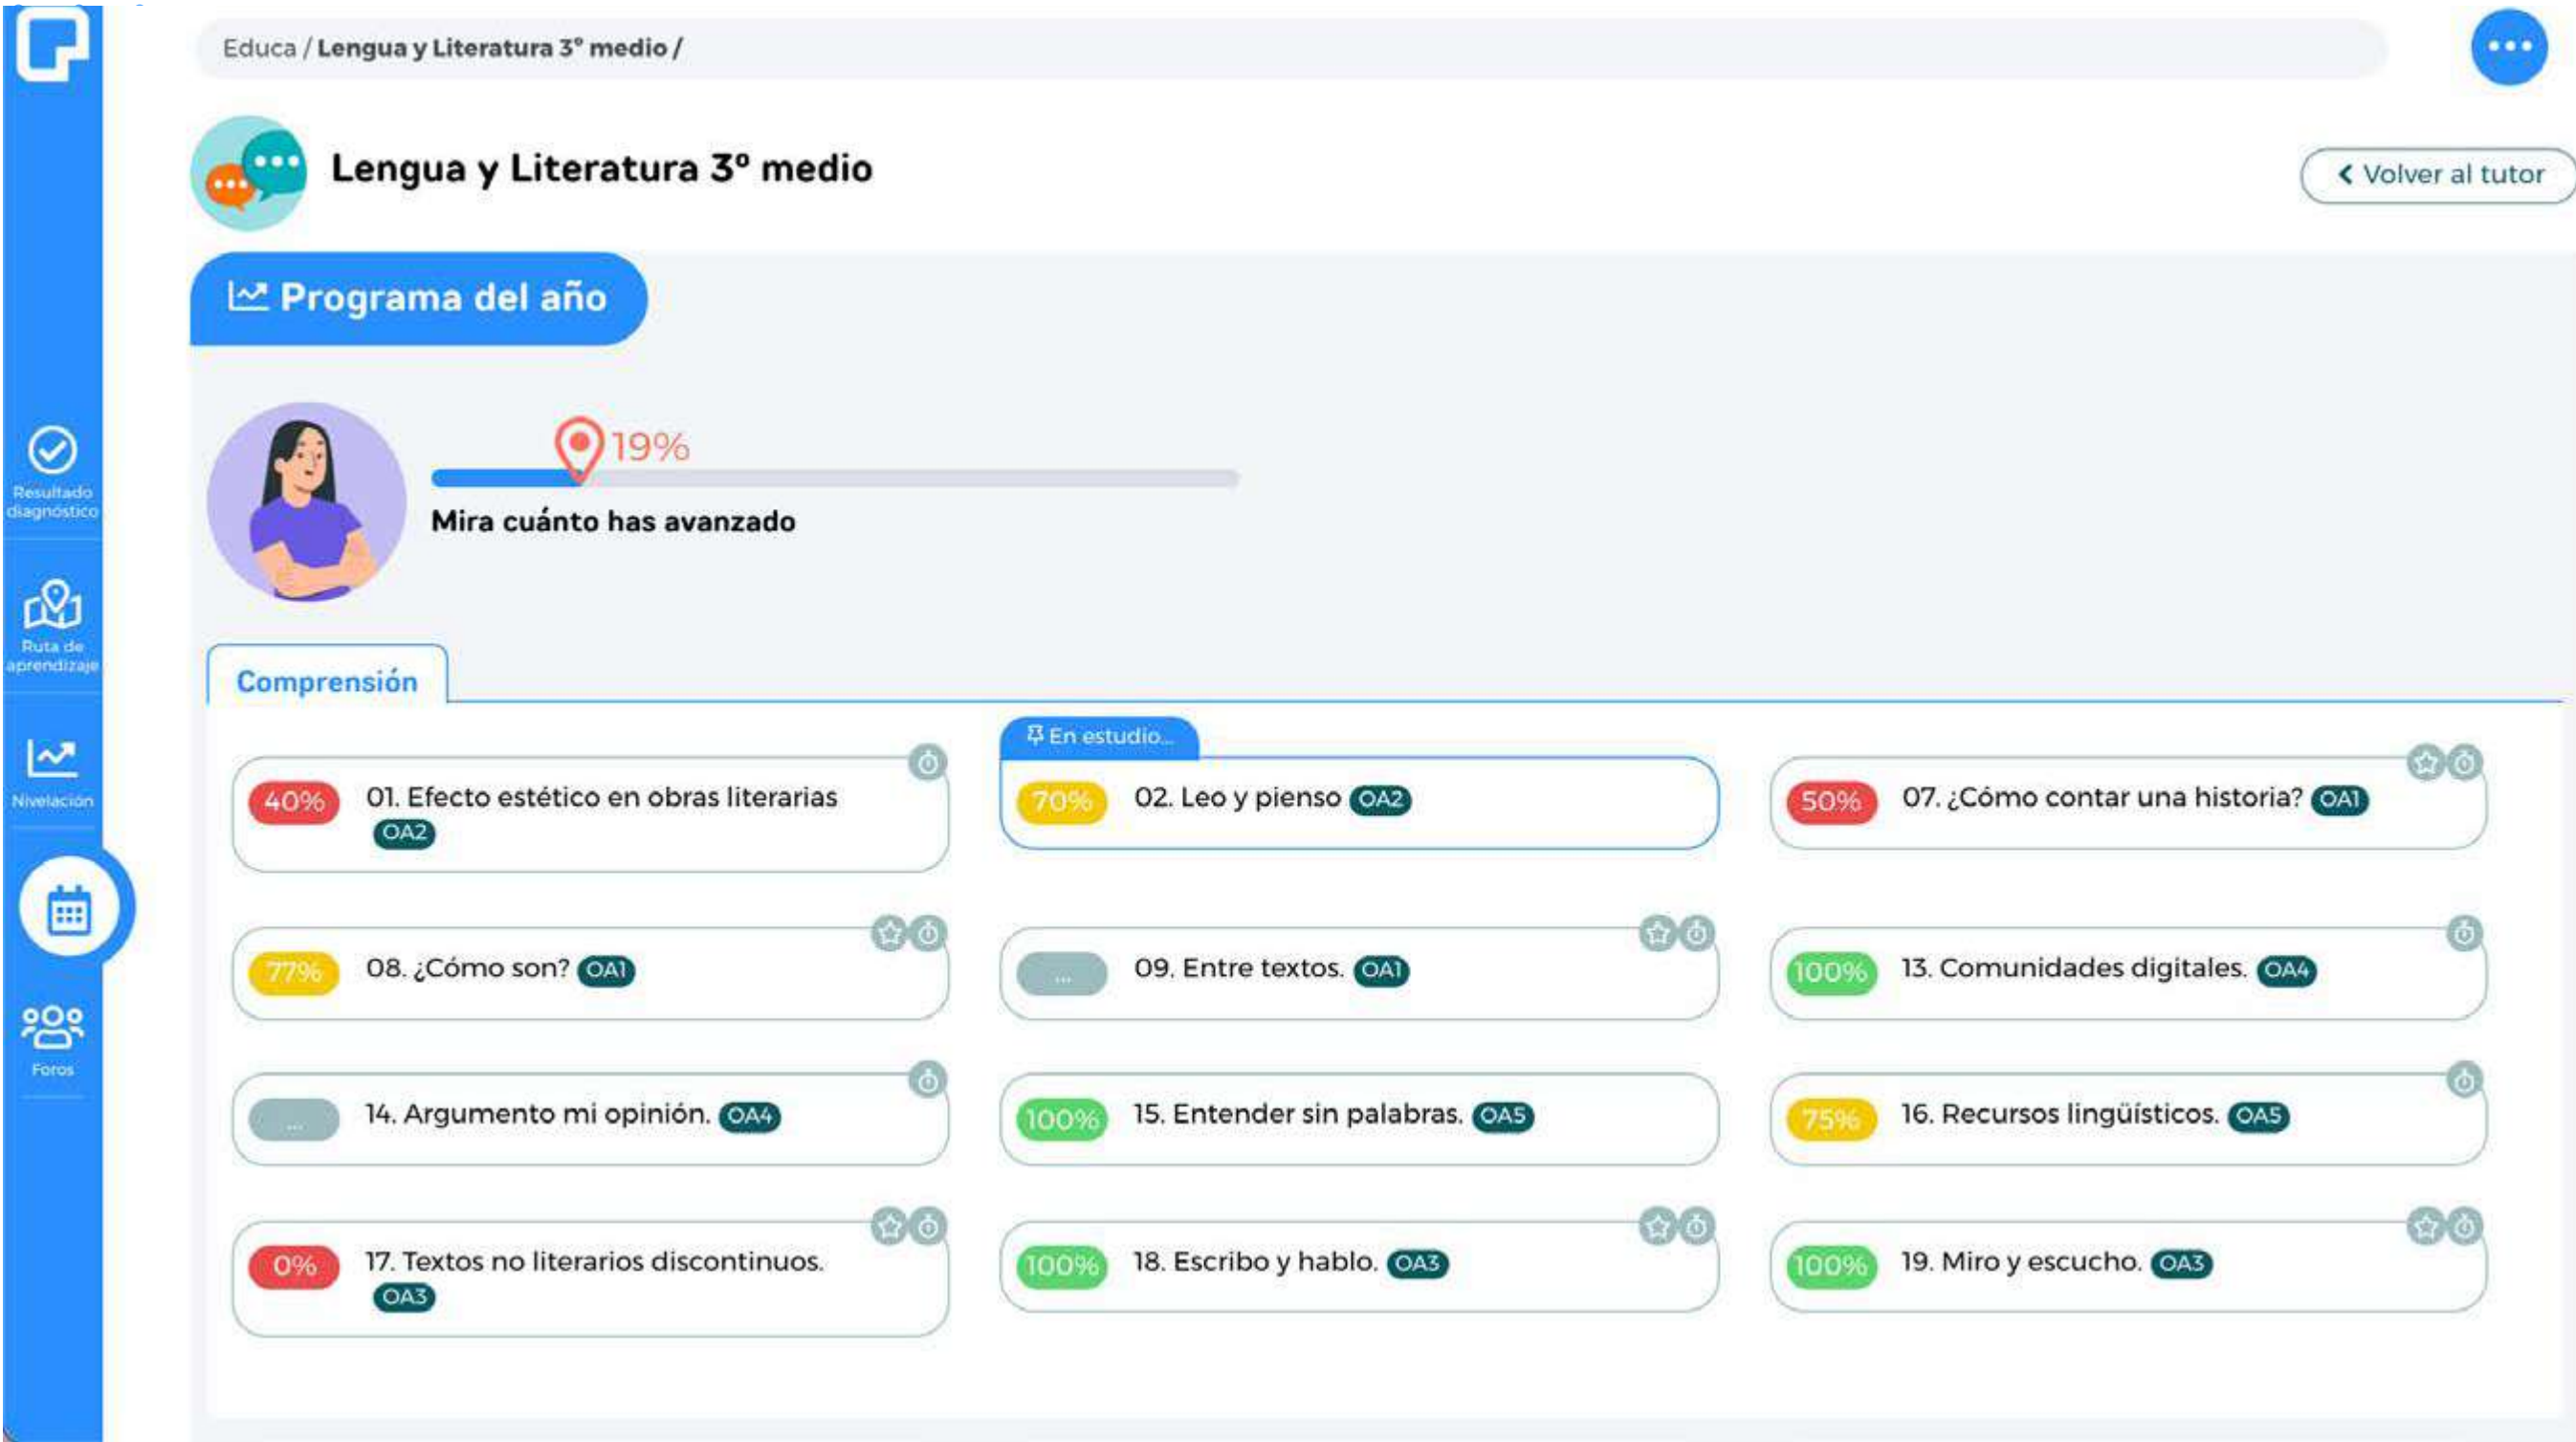 Educa / Lengua y Literatura 3º medio /
Lengua y Literatura 3º medio
Volver al tutor
Programa del año
19%
Mira cuánto has avanzado
Resultado
diagnóstico
Ruta de
aprendizaje
Nivelación
Foros
Comprensión
En estudio...
40% 01. Efecto estético en obras literarias
OA2
70% 02. Leo y pienso OA2
50% 07. ¿Cómo contar una historia? OA1
77% 08. ¿Cómo son? OA1
... 09. Entre textos. OA1
100% 13. Comunidades digitales. OA4
... 14. Argumento mi opinión. OA4
100% 15. Entender sin palabras. OA5
75% 16. Recursos lingüísticos. OA5
0% 17. Textos no literarios discontinuos.
OA3
100% 18. Escribo y hablo. OA3
100% 19. Miro y escucho. OA3